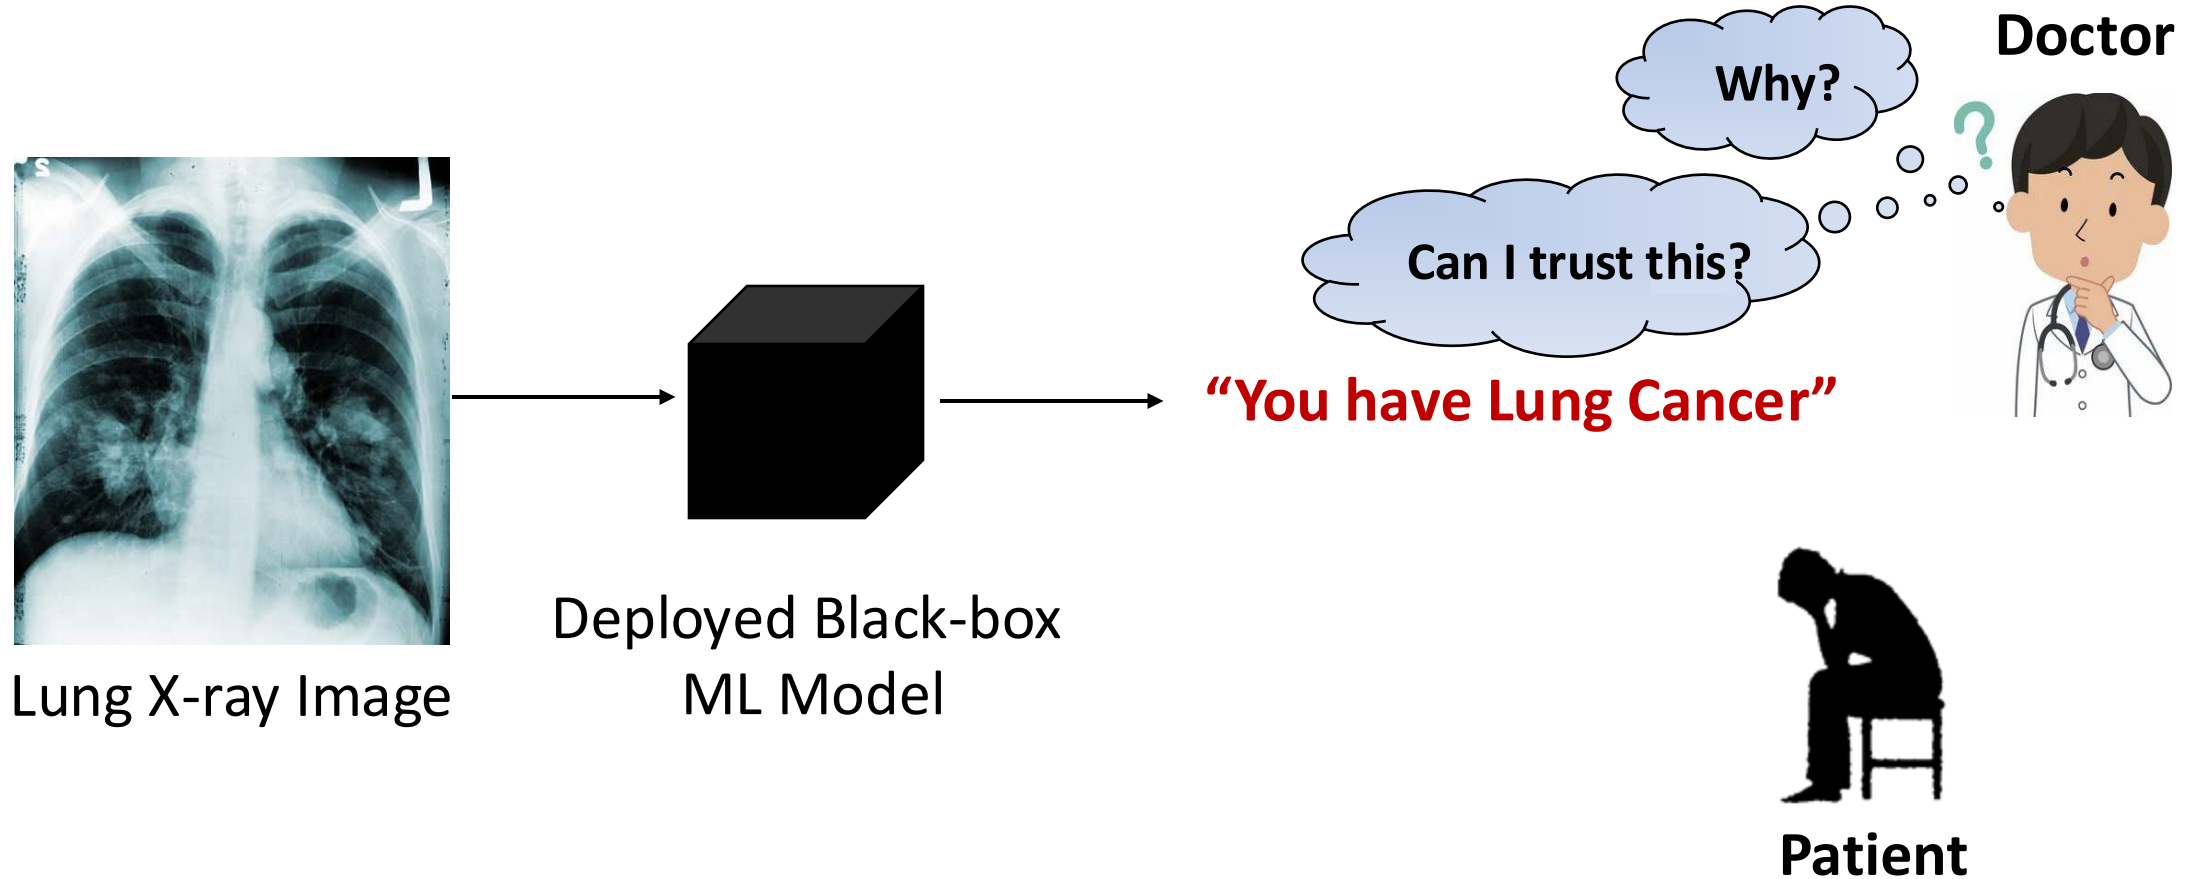 Doctor
Why?
Can I trust this?
“You have Lung Cancer”
S
Lung X-ray Image
Deployed Black-box
ML Model
Patient